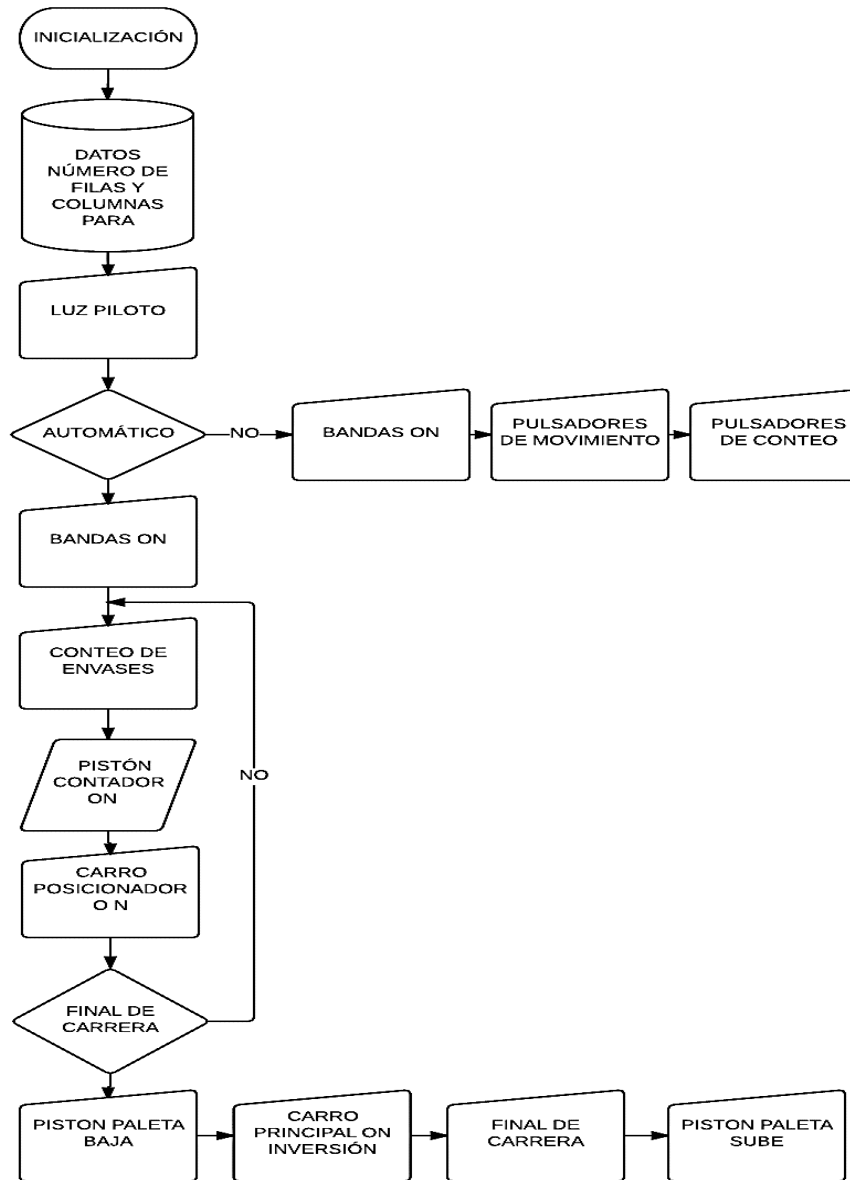 INICIALIZACIÓN
DATOS
NÚMERO DE
FILAS Y
COLUMNAS
PARA
LUZ PILOTO
AUTOMÁTICO
NO
BANDAS ON
PULSADORES
DE MOVIMIENTO
PULSADORES
DE CONTEO
BANDAS ON
CONTEO DE
ENVASES
PISTÓN
CONTADOR
ON
NO
CARRO
POSICIONADOR
O N
FINAL DE
CARRERA
PISTON PALETA
BAJA
CARRO
PRINCIPAL ON
INVERSIÓN
FINAL DE
CARRERA
PISTON PALETA
SUBE